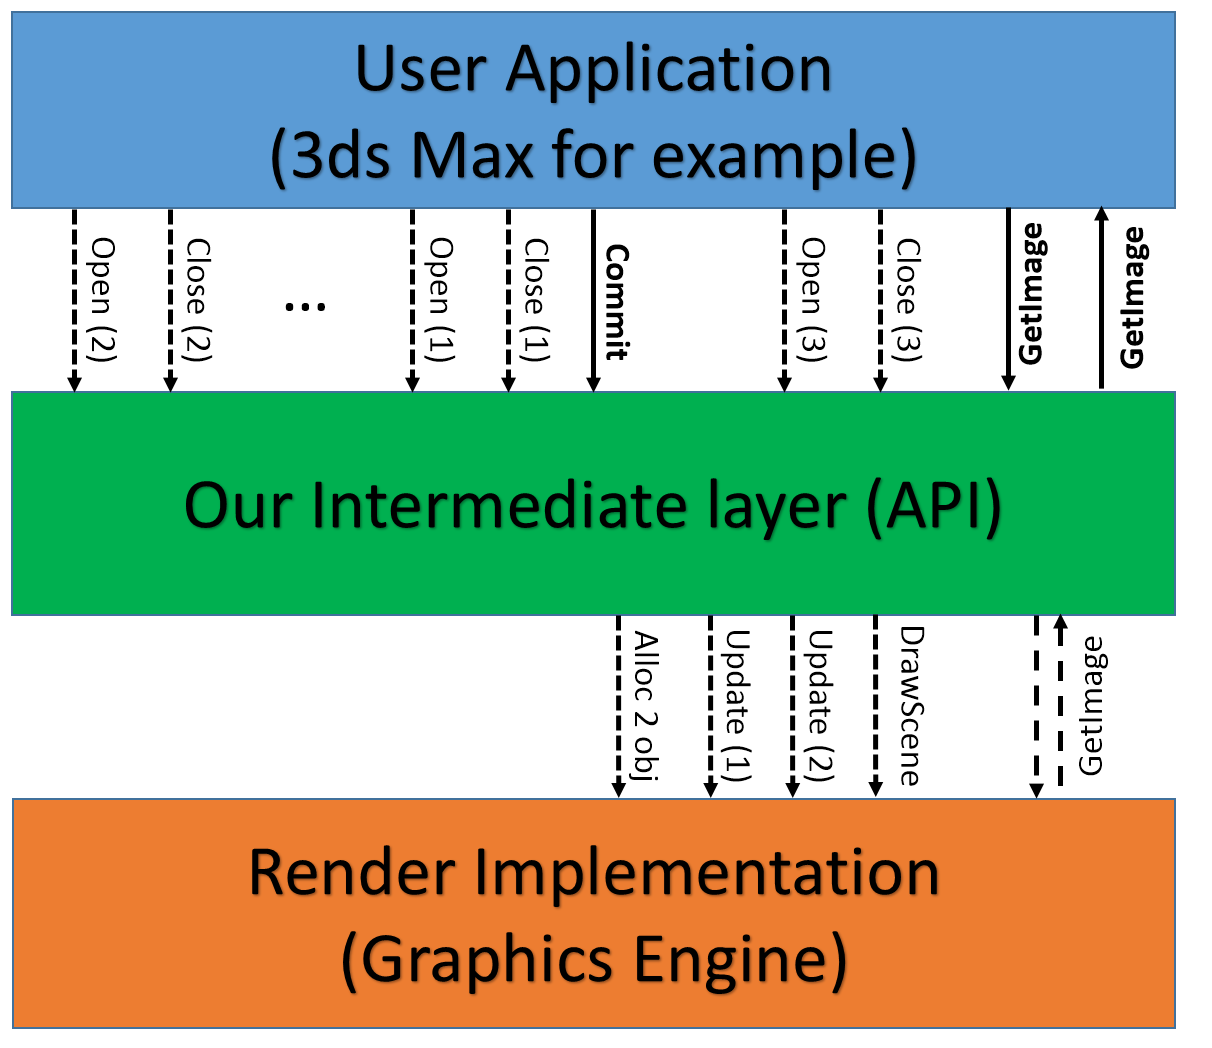 User Application
(3ds Max for example)
Open (2)
Close (2)
...
Open (1)
Close (1)
Commit
Open (3)
Close (3)
GetImage
GetImage
Our Intermediate layer (API)
Alloc 2 obj
Update (1)
Update (2)
DrawScene
GetImage
Render Implementation
(Graphics Engine)